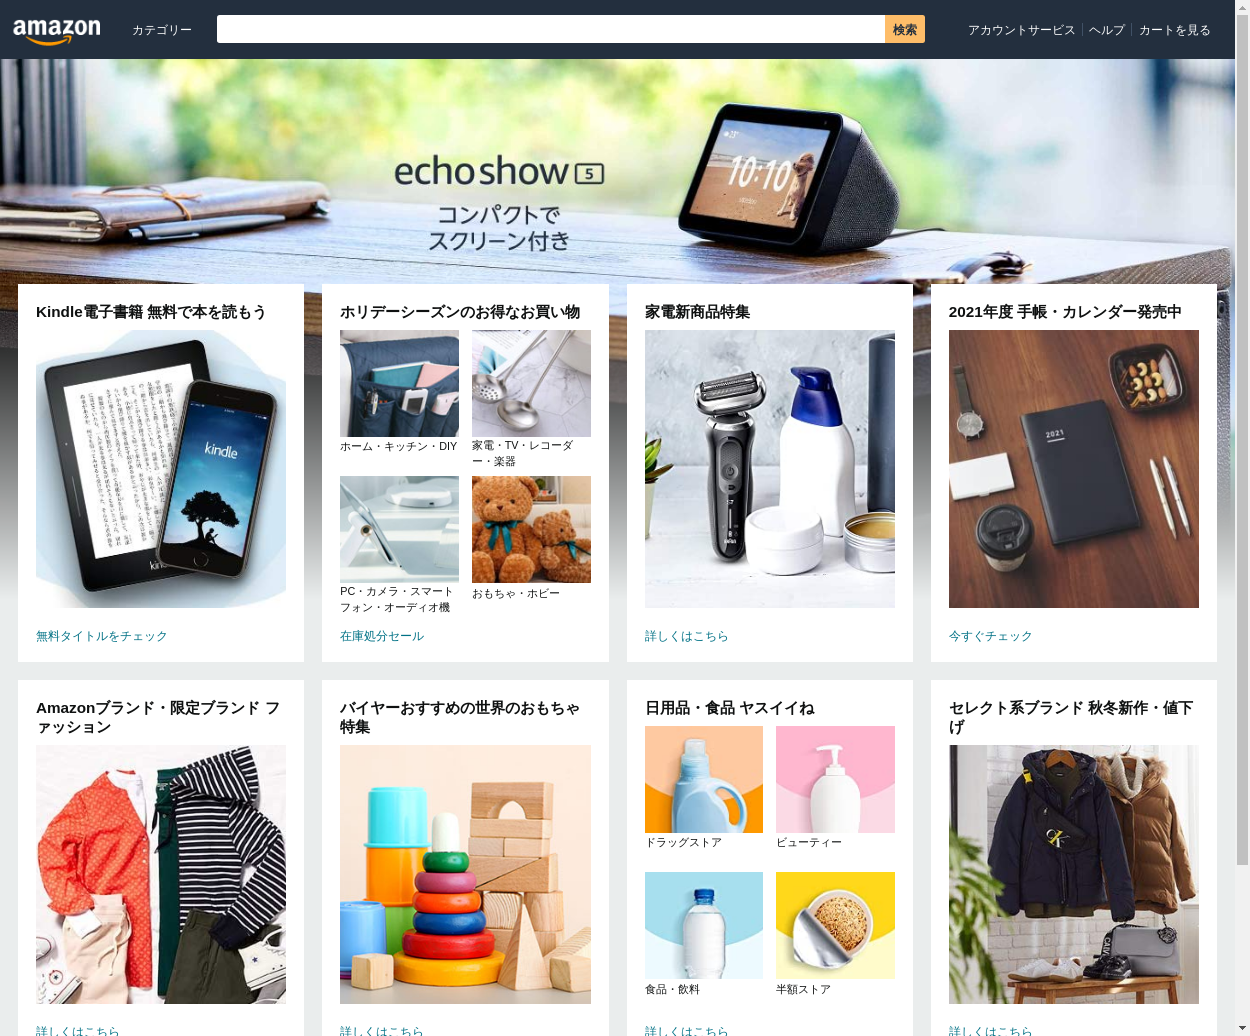 amazon
カテゴリー
検索
アカウントサービス
ヘルプ
カートを見る
echo show 5
コンパクトで
スクリーン付き
10:10
Kindle電子書籍 無料で本を読もう
kindle
無料タイトルをチェック
ホリデーシーズンのお得なお買い物
ホーム・キッチン・DIY
家電・TV・レコーダ
ー・楽器
PC・カメラ・スマート
フォン・オーディオ機
おもちゃ・ホビー
在庫処分セール
家電新商品特集
BRAUN
詳しくはこちら
2021年度 手帳・カレンダー発売中
2021
今すぐチェック
Amazonブランド・限定ブランド フ
ァッション
詳しくはこちら
バイヤーおすすめの世界のおもちゃ
特集
詳しくはこちら
日用品・食品 ヤスイイね
ドラッグストア
ビューティー
食品・飲料
半額ストア
詳しくはこちら
セレクト系ブランド 秋冬新作・値下
げ
詳しくはこちら